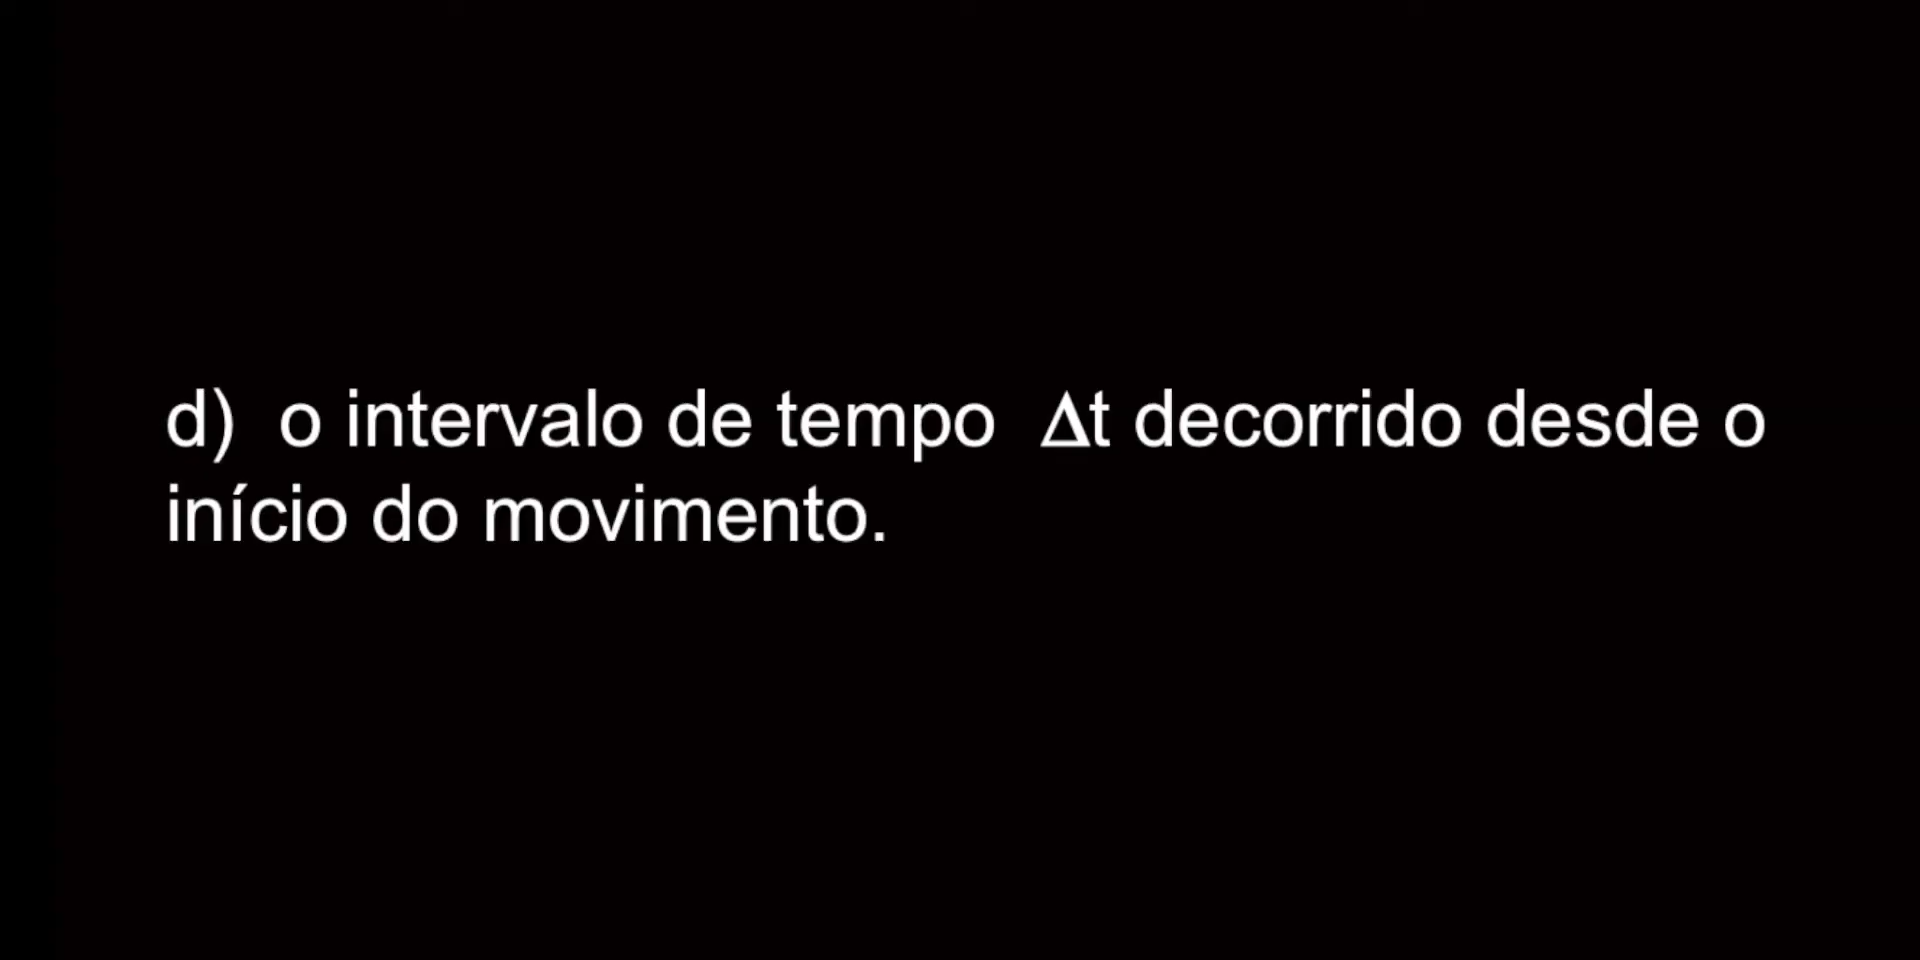 d)  o intervalo de tempo  Δt decorrido desde o
início do movimento.